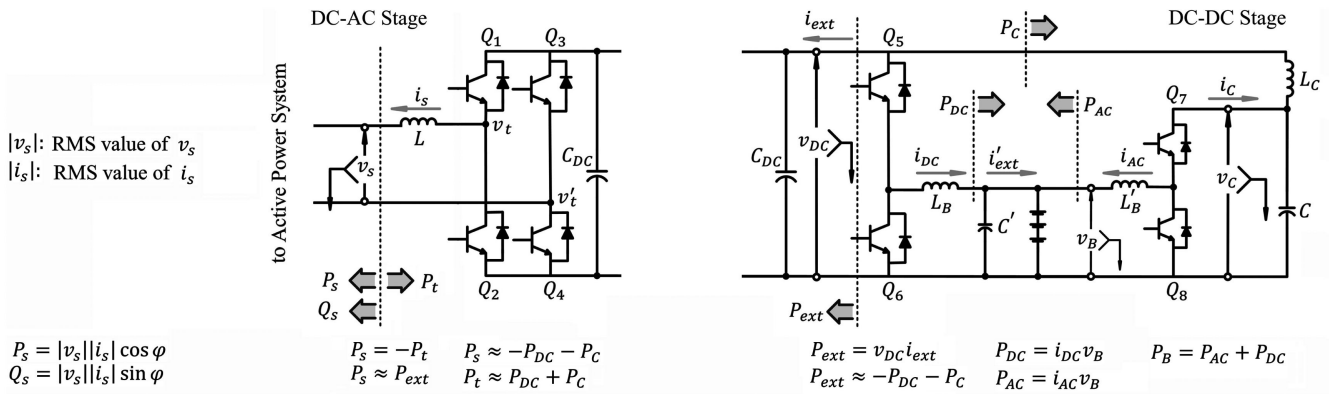 DC-AC Stage
DC-DC Stage
to Active Power System
|v_s|: RMS value of v_s
|i_s|: RMS value of i_s
Q_1
Q_3
i_s
L
v_t
v_s
v'_t
C_DC
Q_2
Q_4
P_s
P_t
Q_s
i_ext
P_C
Q_5
L_C
P_DC
P_AC
Q_7
i_C
C_DC
v_DC
i_DC
i'_ext
i_AC
v_C
L_B
L'_B
C'
v_B
C
Q_6
Q_8
P_ext
P_s = |v_s||i_s| cos φ
Q_s = |v_s||i_s| sin φ
P_s = −P_t
P_s ≈ P_ext
P_s ≈ −P_DC − P_C
P_t ≈ P_DC + P_C
P_ext = v_DC i_ext
P_ext ≈ −P_DC − P_C
P_DC = i_DC v_B
P_AC = i_AC v_B
P_B = P_AC + P_DC